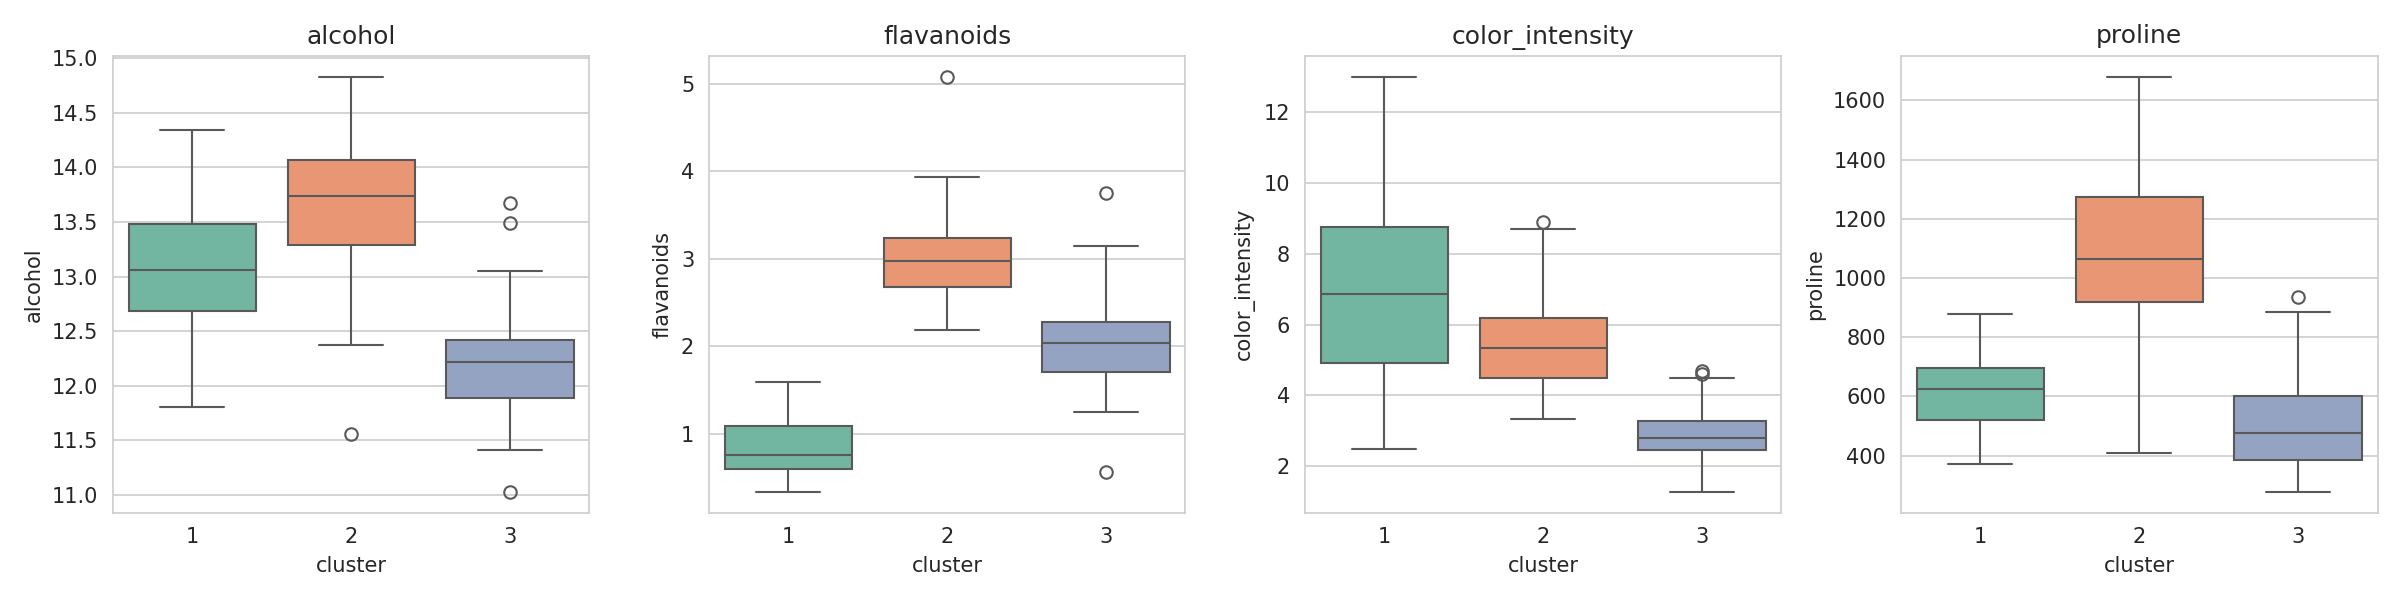 alcohol
15.0
14.5
14.0
13.5
13.0
12.5
12.0
11.5
11.0
alcohol
1 2 3
cluster
flavanoids
5
4
3
2
1
flavanoids
1 2 3
cluster
color_intensity
12
10
8
6
4
2
color_intensity
1 2 3
cluster
proline
1600
1400
1200
1000
800
600
400
proline
1 2 3
cluster